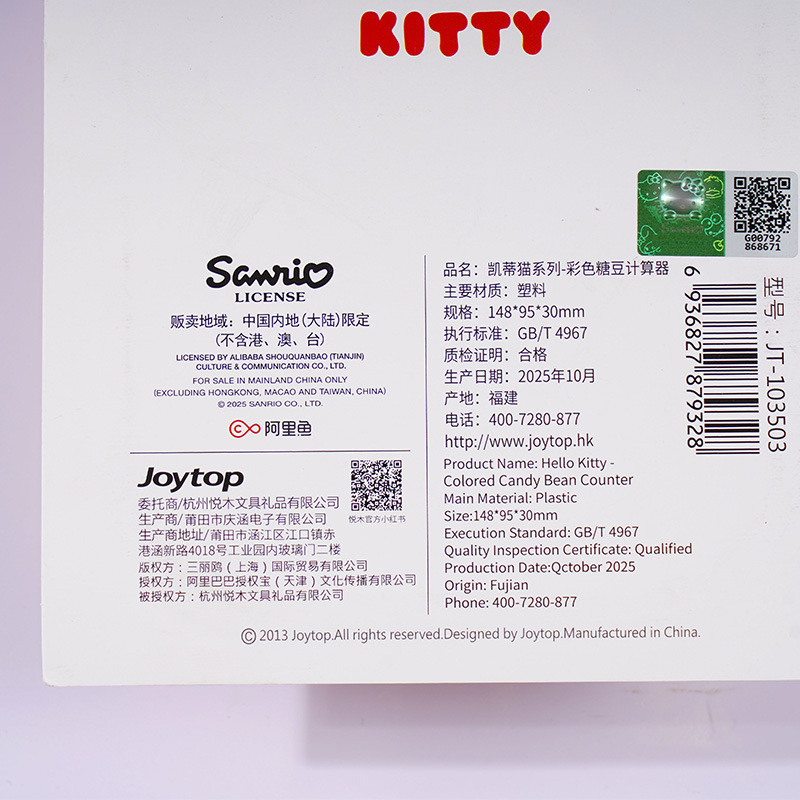 KITTY
G00792
868671
Sanrio
LICENSE
贩卖地域：中国内地(大陆)限定
(不含港、澳、台)
LICENSED BY ALIBABA SHOUQUANBAO (TIANJIN)
CULTURE & COMMUNICATION CO., LTD.
FOR SALE IN MAINLAND CHINA ONLY
(EXCLUDING HONGKONG, MACAO AND TAIWAN, CHINA)
© 2025 SANRIO CO., LTD.
阿里鱼
Joytop
悦木官方小红书
委托商/杭州悦木文具礼品有限公司
生产商/莆田市庆涵电子有限公司
生产商地址/莆田市涵江区江口镇赤
港涵新路4018号工业园内玻璃门二楼
版权方：三丽鸥（上海）国际贸易有限公司
授权方：阿里巴巴授权宝（天津）文化传播有限公司
被授权方：杭州悦木文具礼品有限公司
品名：凯蒂猫系列-彩色糖豆计算器
主要材质：塑料
规格：148*95*30mm
执行标准：GB/T 4967
质检证明：合格
生产日期：2025年10月
产地：福建
电话：400-7280-877
http://www.joytop.hk
Product Name: Hello Kitty -
Colored Candy Bean Counter
Main Material: Plastic
Size:148*95*30mm
Execution Standard: GB/T 4967
Quality Inspection Certificate: Qualified
Production Date:Qctober 2025
Origin: Fujian
Phone: 400-7280-877
6 936827 879328
型号：JT-103503
© 2013 Joytop.All rights reserved.Designed by Joytop.Manufactured in China.